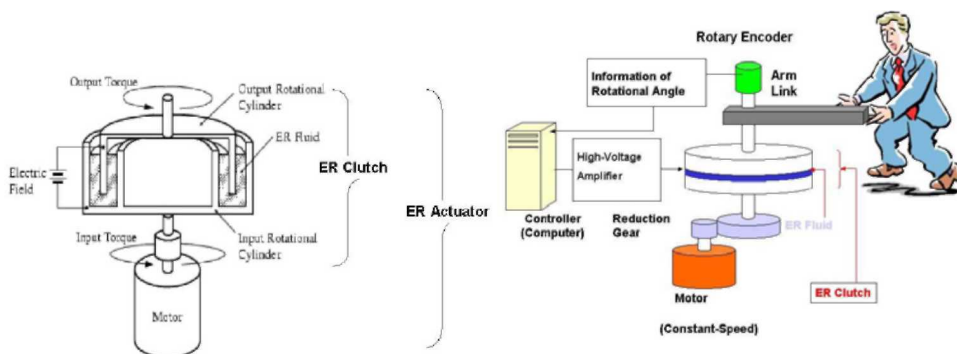 Output Torque
Output Rotational
Cylinder
ER Fluid
Electric
Field
Input Torque
Input Rotational
Cylinder
Motor
ER Clutch
ER Actuator
Rotary Encoder
Information of
Rotational Angle
Arm
Link
High-Voltage
Amplifier
Controller
(Computer)
Reduction
Gear
ER Fluid
Motor
ER Clutch
(Constant-Speed)